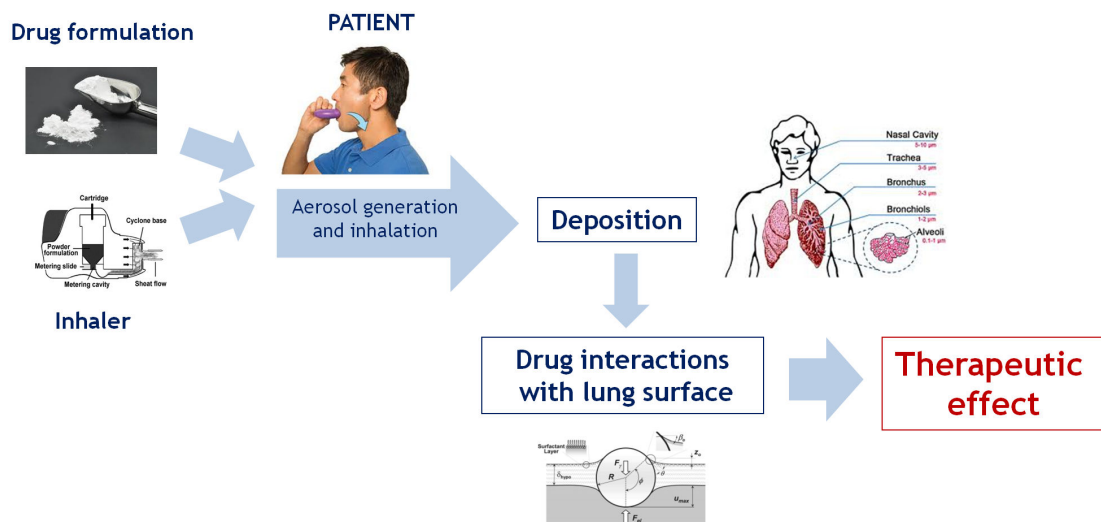 Drug formulation
PATIENT
Cartridge
Cyclone base
Powder
formulation
Metering slide
Metering cavity
Sheat flow
Inhaler
Aerosol generation
and inhalation
Deposition
Nasal Cavity
5-10 µm
Trachea
3-5 µm
Bronchus
2-3 µm
Bronchiols
1-2 µm
Alveoli
0,1-1 µm
Drug interactions
with lung surface
Therapeutic
effect
Surfactant
Layer
R
ϕ
θ